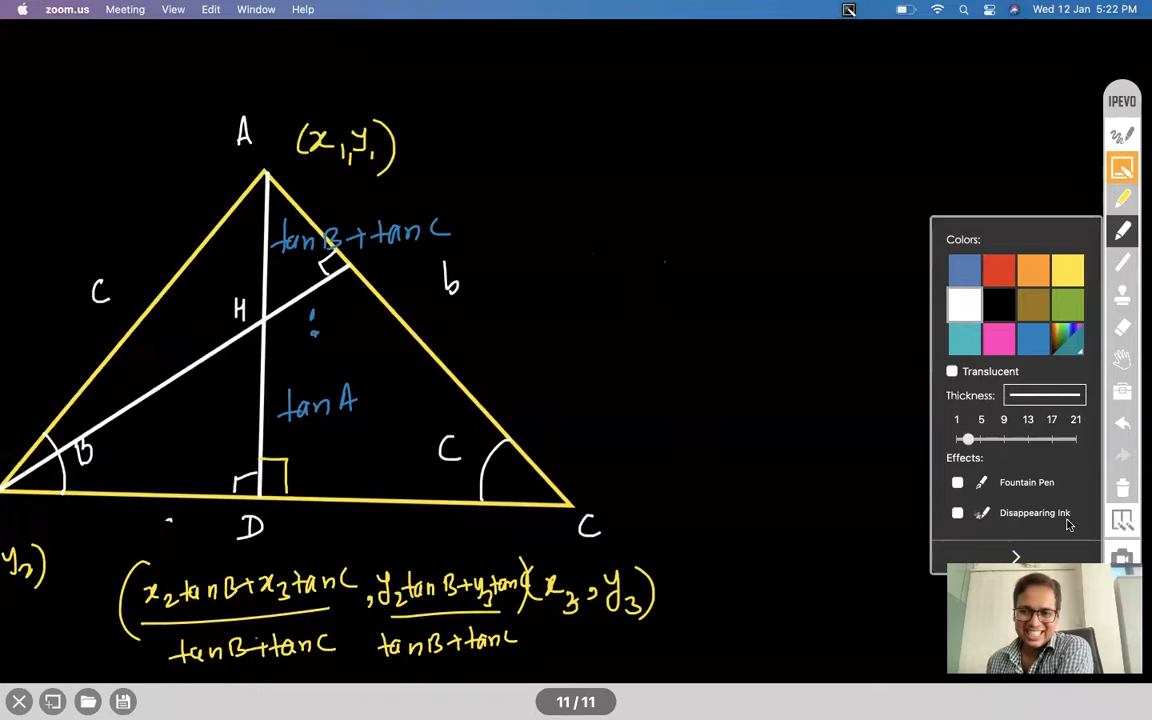 zoom.us Meeting View Edit Window Help Wed 12 Jan 5:22 PM
IPEVO
A (x₁,y₁)
tanB+tanC
Colors:
C
b
H
Translucent
Thickness:
tanA
1 5 9 13 17 21
B
C
Effects:
Fountain Pen
Disappearing Ink
D
C
(x₂tanB+x₃tanC/tanB+tanC, y₂tanB+y₃tanC/tanB+tanC) (x₃,y₃)
11/11